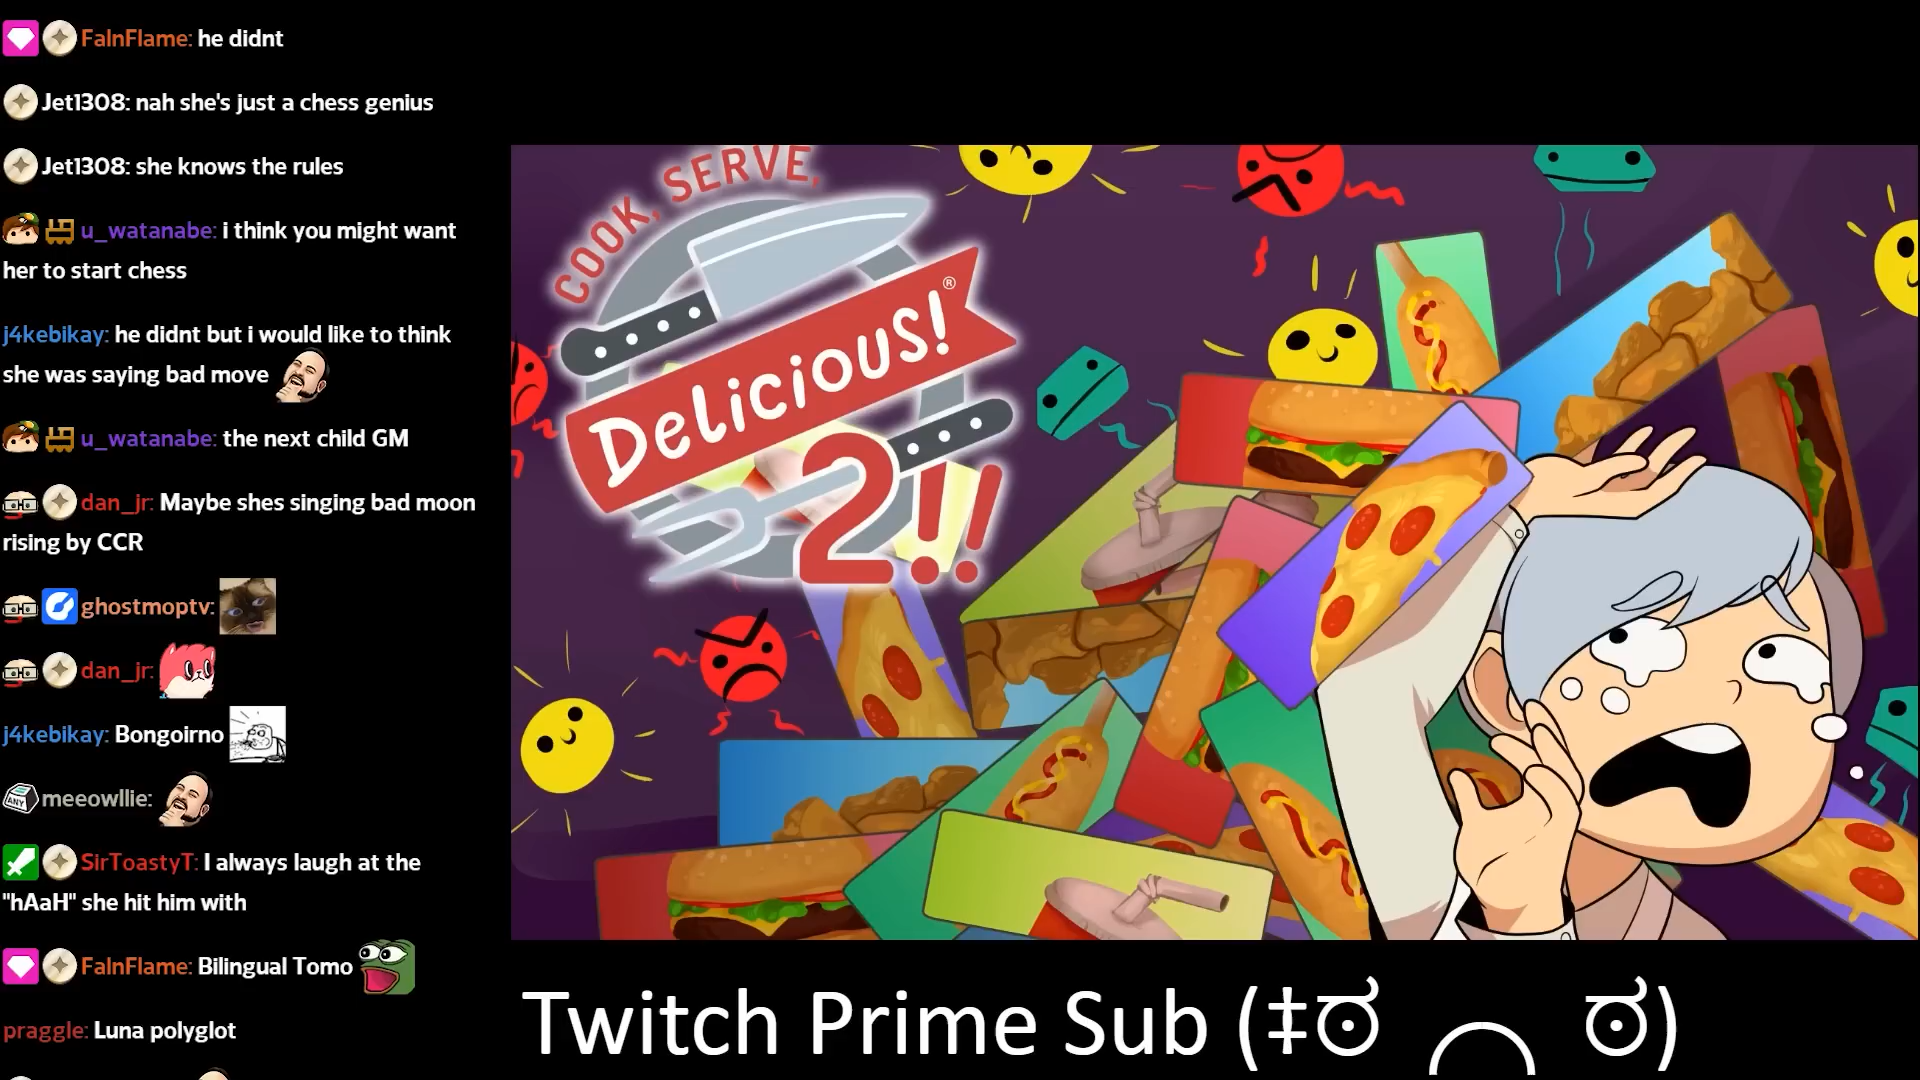 FalnFlame: he didnt
Jet1308: nah she's just a chess genius
Jet1308: she knows the rules
u_watanabe: i think you might want
her to start chess
j4kebikay: he didnt but i would like to think
she was saying bad move
u_watanabe: the next child GM
dan_jr: Maybe shes singing bad moon
rising by CCR
ghostmoptv:
dan_jr:
j4kebikay: Bongoirno
ANY meeowllie:
SirToastyT: I always laugh at the
"hAaH" she hit him with
FalnFlame: Bilingual Tomo
praggle: Luna polyglot
COOK, SERVE,
Delicious!®
2!!
Twitch Prime Sub (‡ಠ ︵ ಠ)